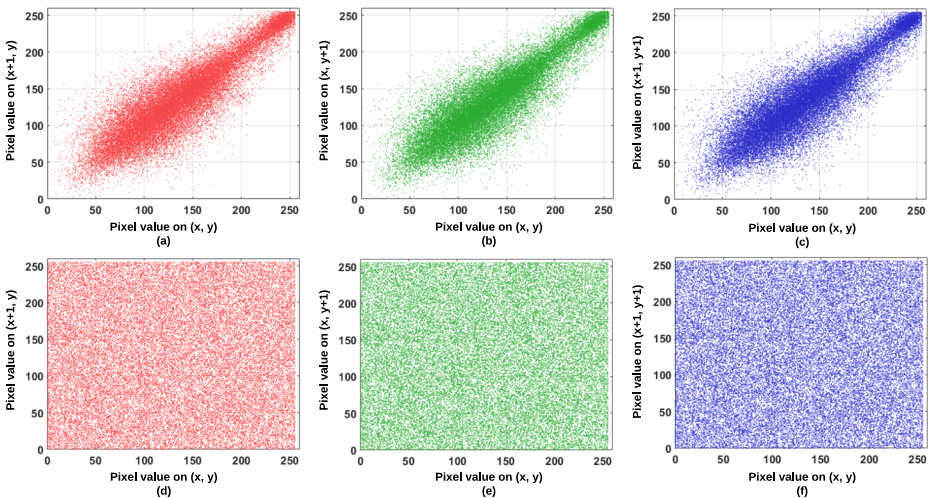 Pixel value on (x+1, y)
250
200
150
100
50
0
0 50 100 150 200 250
Pixel value on (x, y)
(a)
Pixel value on (x, y+1)
250
200
150
100
50
0
0 50 100 150 200 250
Pixel value on (x, y)
(b)
Pixel value on (x+1, y+1)
250
200
150
100
50
0
0 50 100 150 200 250
Pixel value on (x, y)
(c)
Pixel value on (x+1, y)
250
200
150
100
50
0
0 50 100 150 200 250
Pixel value on (x, y)
(d)
Pixel value on (x, y+1)
250
200
150
100
50
0
0 50 100 150 200 250
Pixel value on (x, y)
(e)
Pixel value on (x+1, y+1)
250
200
150
100
50
0
0 50 100 150 200 250
Pixel value on (x, y)
(f)